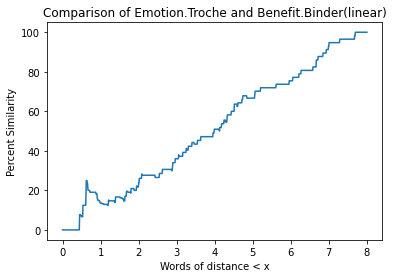 Comparison of Emotion.Troche and Benefit.Binder(linear)
Percent Similarity
100
80
60
40
20
0
0 1 2 3 4 5 6 7 8
Words of distance < x